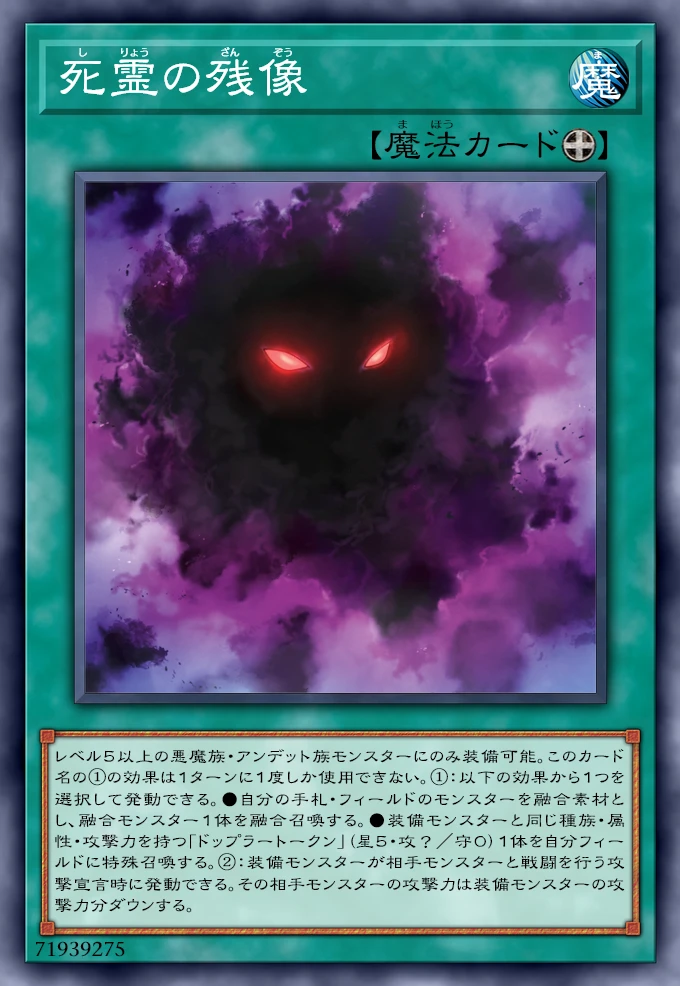 死霊の残像
魔
【魔法カード】
レベル5以上の悪魔族・アンデット族モンスターにのみ装備可能。このカード
名の①の効果は1ターンに1度しか使用できない。①：以下の効果から1つを
選択して発動できる。●自分の手札・フィールドのモンスターを融合素材と
し、融合モンスター1体を融合召喚する。●装備モンスターと同じ種族・属
性・攻撃力を持つ「ドッペルトークン」(星5・攻？／守0)1体を自分フィー
ルドに特殊召喚する。②：装備モンスターが相手モンスターと戦闘を行う攻
撃宣言時に発動できる。その相手モンスターの攻撃力は装備モンスターの攻
撃力分ダウンする。
71939275